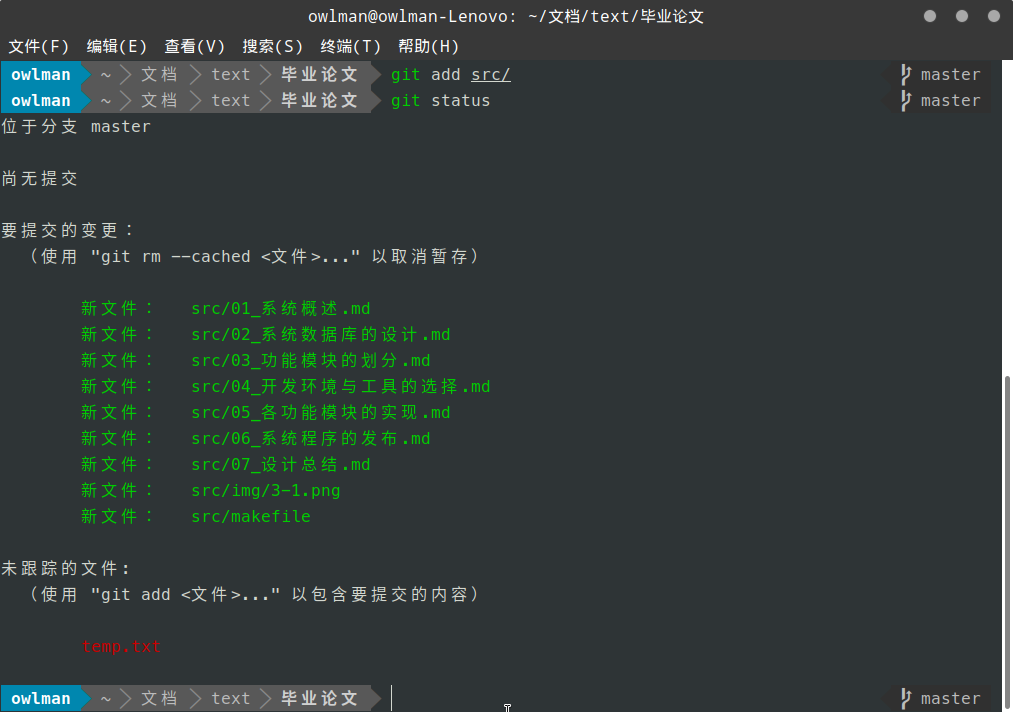 owlman@owlman-Lenovo: ~/文档/text/毕业论文
文件(F) 编辑(E) 查看(V) 搜索(S) 终端(T) 帮助(H)
owlman ~ 文档 text 毕业论文 git add src/ master
owlman ~ 文档 text 毕业论文 git status master
位于分支 master
尚无提交
要提交的变更：
（使用 "git rm --cached <文件>..." 以取消暂存）
新文件： src/01_系统概述.md
新文件： src/02_系统数据库的设计.md
新文件： src/03_功能模块的划分.md
新文件： src/04_开发环境与工具的选择.md
新文件： src/05_各功能模块的实现.md
新文件： src/06_系统程序的发布.md
新文件： src/07_设计总结.md
新文件： src/img/3-1.png
新文件： src/makefile
未跟踪的文件:
（使用 "git add <文件>..." 以包含要提交的内容）
temp.txt
owlman ~ 文档 text 毕业论文 master